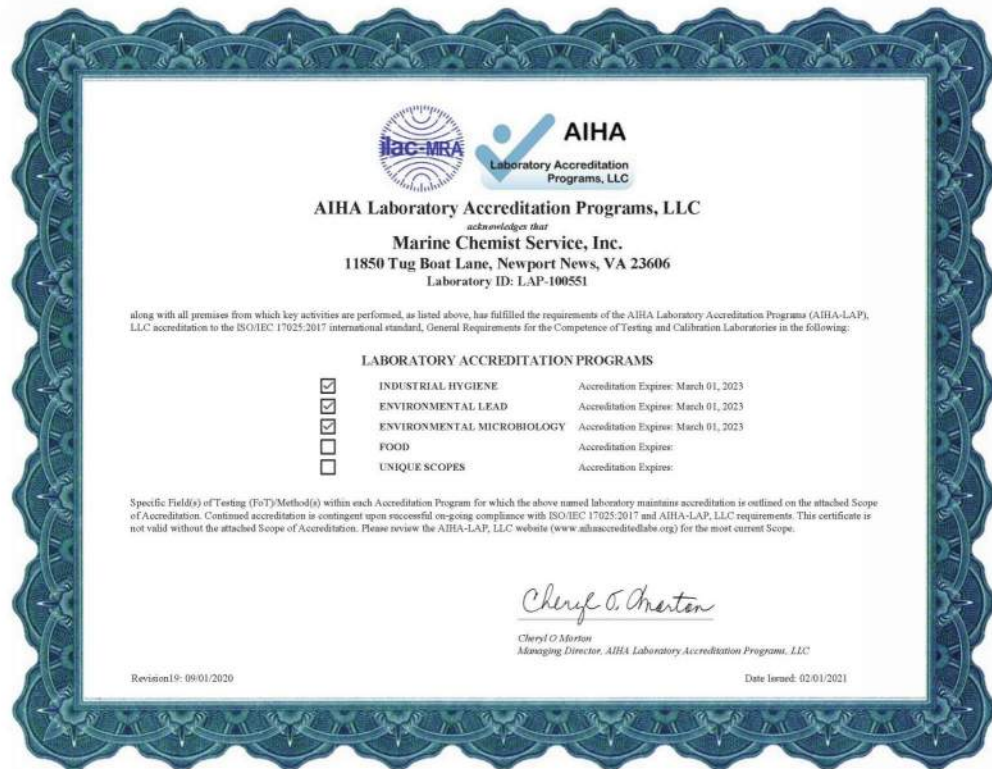 ilac-MRA
AIHA
Laboratory Accreditation
Programs, LLC
AIHA Laboratory Accreditation Programs, LLC
acknowledges that
Marine Chemist Service, Inc.
11850 Tug Boat Lane, Newport News, VA 23606
Laboratory ID: LAP-100551
along with all premises from which key activities are performed, as listed above, has fulfilled the requirements of the AIHA Laboratory Accreditation Programs (AIHA-LAP),
LLC accreditation to the ISO/IEC 17025:2017 international standard, General Requirements for the Competence of Testing and Calibration Laboratories in the following:
LABORATORY ACCREDITATION PROGRAMS
INDUSTRIAL HYGIENE Accreditation Expires: March 01, 2023
ENVIRONMENTAL LEAD Accreditation Expires: March 01, 2023
ENVIRONMENTAL MICROBIOLOGY Accreditation Expires: March 01, 2023
FOOD Accreditation Expires:
UNIQUE SCOPES Accreditation Expires:
Specific Field(s) of Testing (FoT)/Method(s) within each Accreditation Program for which the above named laboratory maintains accreditation is outlined on the attached Scope
of Accreditation. Continued accreditation is contingent upon successful on-going compliance with ISO/IEC 17025:2017 and AIHA-LAP, LLC requirements. This certificate is
not valid without the attached Scope of Accreditation. Please review the AIHA-LAP, LLC website (www.aihaaccreditedlabs.org) for the most current Scope.
Cheryl O. Morton
Cheryl O Morton
Managing Director, AIHA Laboratory Accreditation Programs, LLC
Revision19: 09/01/2020 Date Issued: 02/01/2021